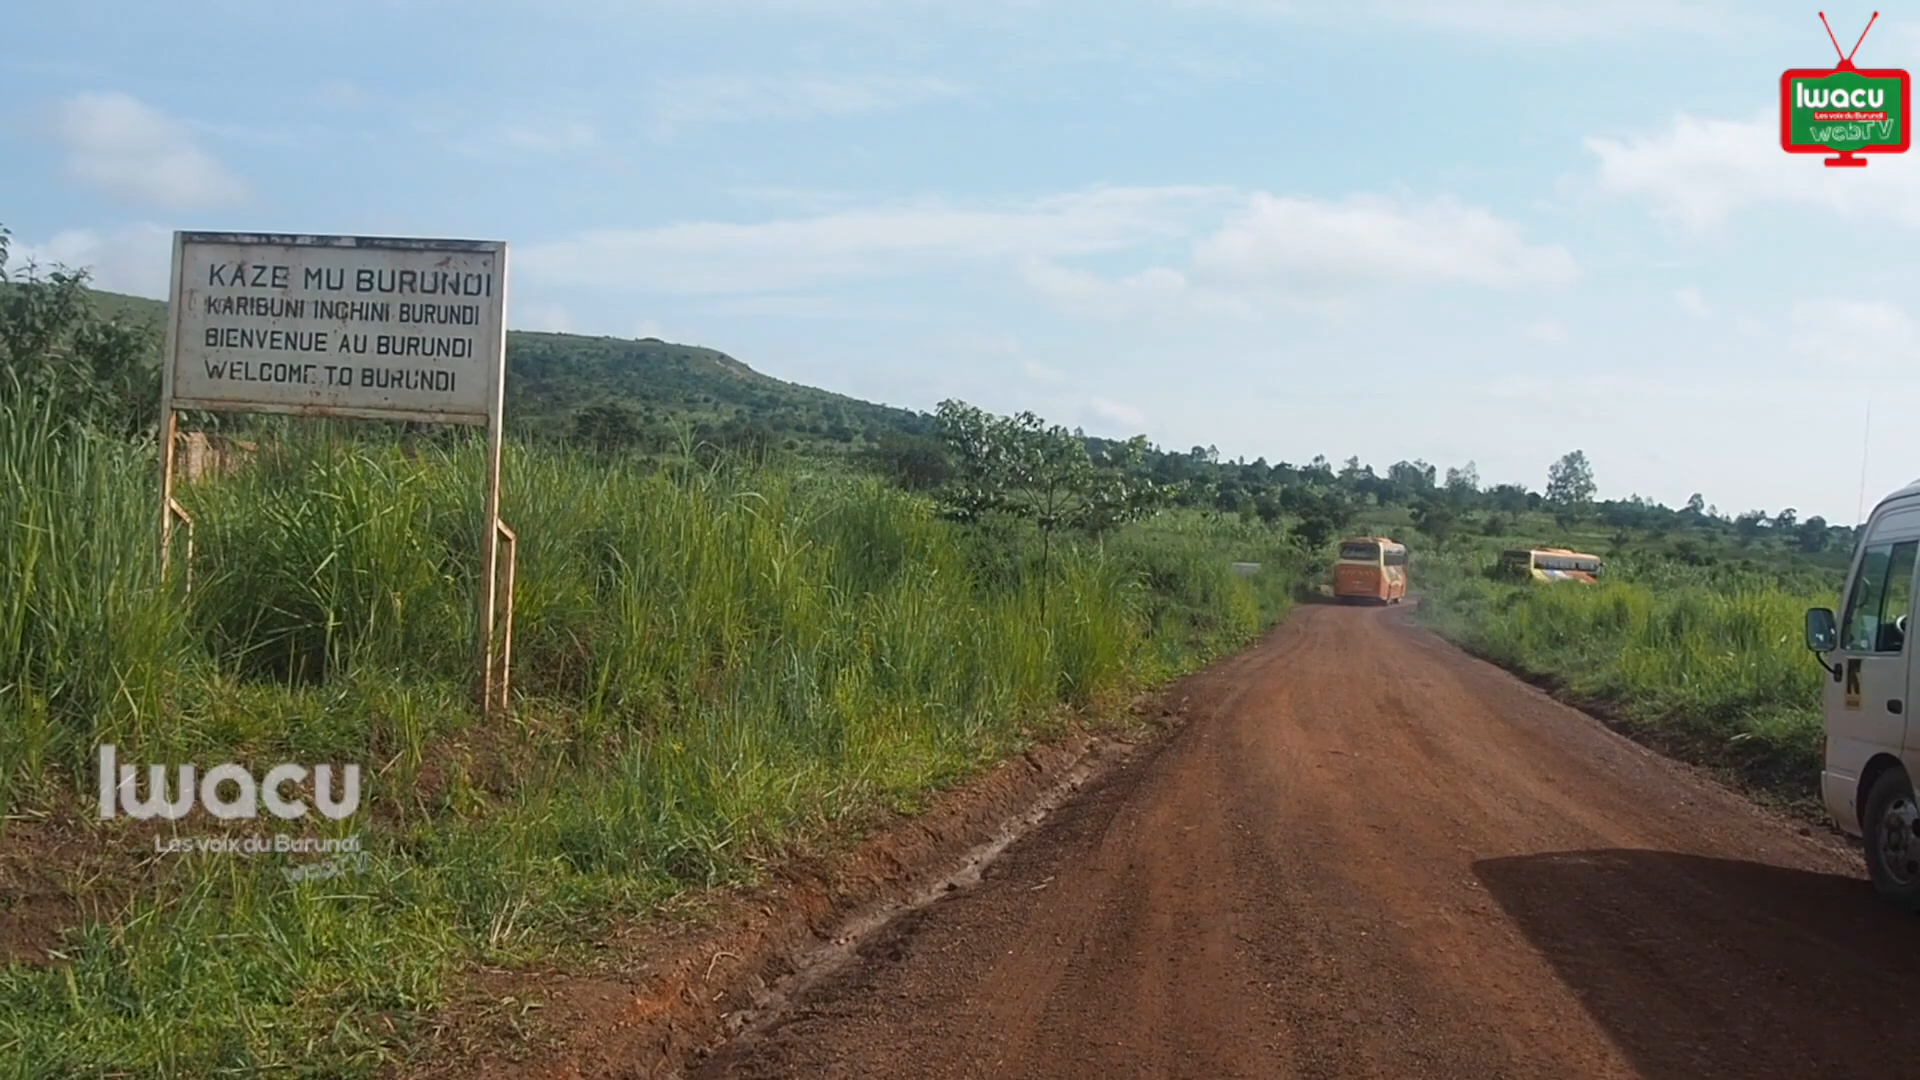 KAZE MU BURUNDI
KARIBUNI INCHINI BURUNDI
BIENVENUE AU BURUNDI
WELCOME TO BURUNDI
Iwacu
Les voix du Burundi
webTV
Iwacu
Les voix du Burundi
webTV